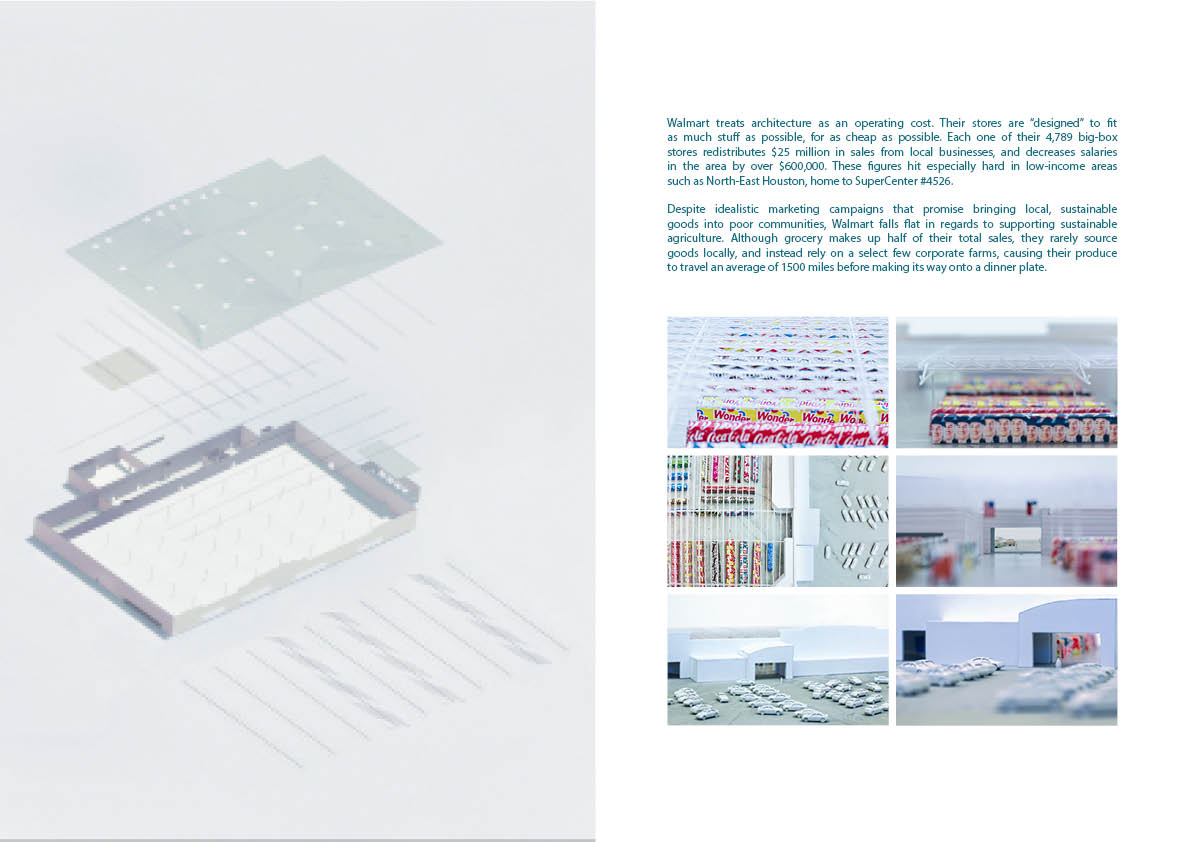 Walmart treats architecture as an operating cost. Their stores are “designed” to fit
as much stuff as possible, for as cheap as possible. Each one of their 4,789 big-box
stores redistributes $25 million in sales from local businesses, and decreases salaries
in the area by over $600,000. These figures hit especially hard in low-income areas
such as North-East Houston, home to SuperCenter #4526.
Despite idealistic marketing campaigns that promise bringing local, sustainable
goods into poor communities, Walmart falls flat in regards to supporting sustainable
agriculture. Although grocery makes up half of their total sales, they rarely source
goods locally, and instead rely on a select few corporate farms, causing their produce
to travel an average of 1500 miles before making its way onto a dinner plate.
Wonder Wonder Wonder
Coca-Cola Coca-Cola